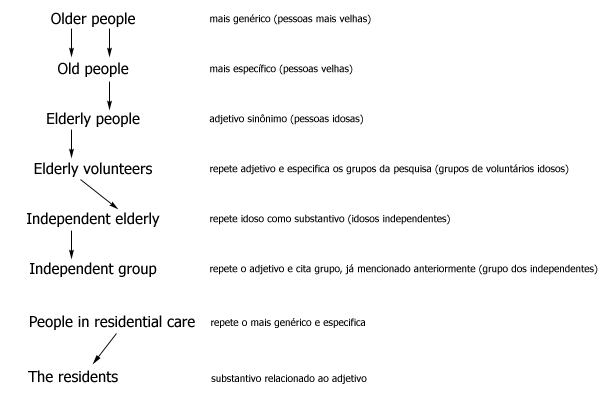 Older people mais genérico (pessoas mais velhas)
Old people mais específico (pessoas velhas)
Elderly people adjetivo sinônimo (pessoas idosas)
Elderly volunteers repete adjetivo e especifica os grupos da pesquisa (grupos de voluntários idosos)
Independent elderly repete idoso como substantivo (idosos independentes)
Independent group repete o adjetivo e cita grupo, já mencionado anteriormente (grupo dos independentes)
People in residential care repete o mais genérico e especifica
The residents substantivo relacionado ao adjetivo